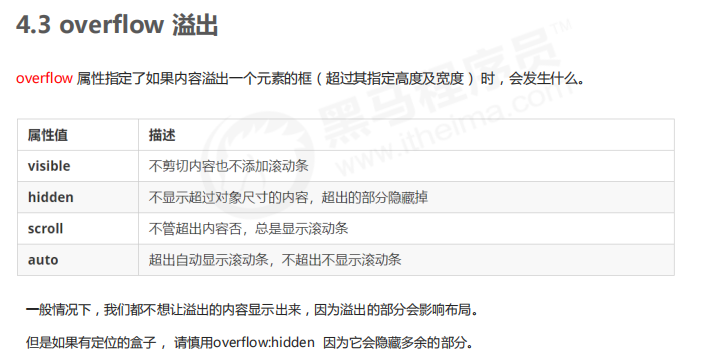 4.3 overflow 溢出
overflow 属性指定了如果内容溢出一个元素的框（超过其指定高度及宽度）时，会发生什么。
属性值 描述
visible 不剪切内容也不添加滚动条
hidden 不显示超过对象尺寸的内容，超出的部分隐藏掉
scroll 不管超出内容否，总是显示滚动条
auto 超出自动显示滚动条，不超出不显示滚动条
一般情况下，我们都不想让溢出的内容显示出来，因为溢出的部分会影响布局。
但是如果有定位的盒子， 请慎用overflow:hidden 因为它会隐藏多余的部分。
黑马程序员™
www.itheima.com